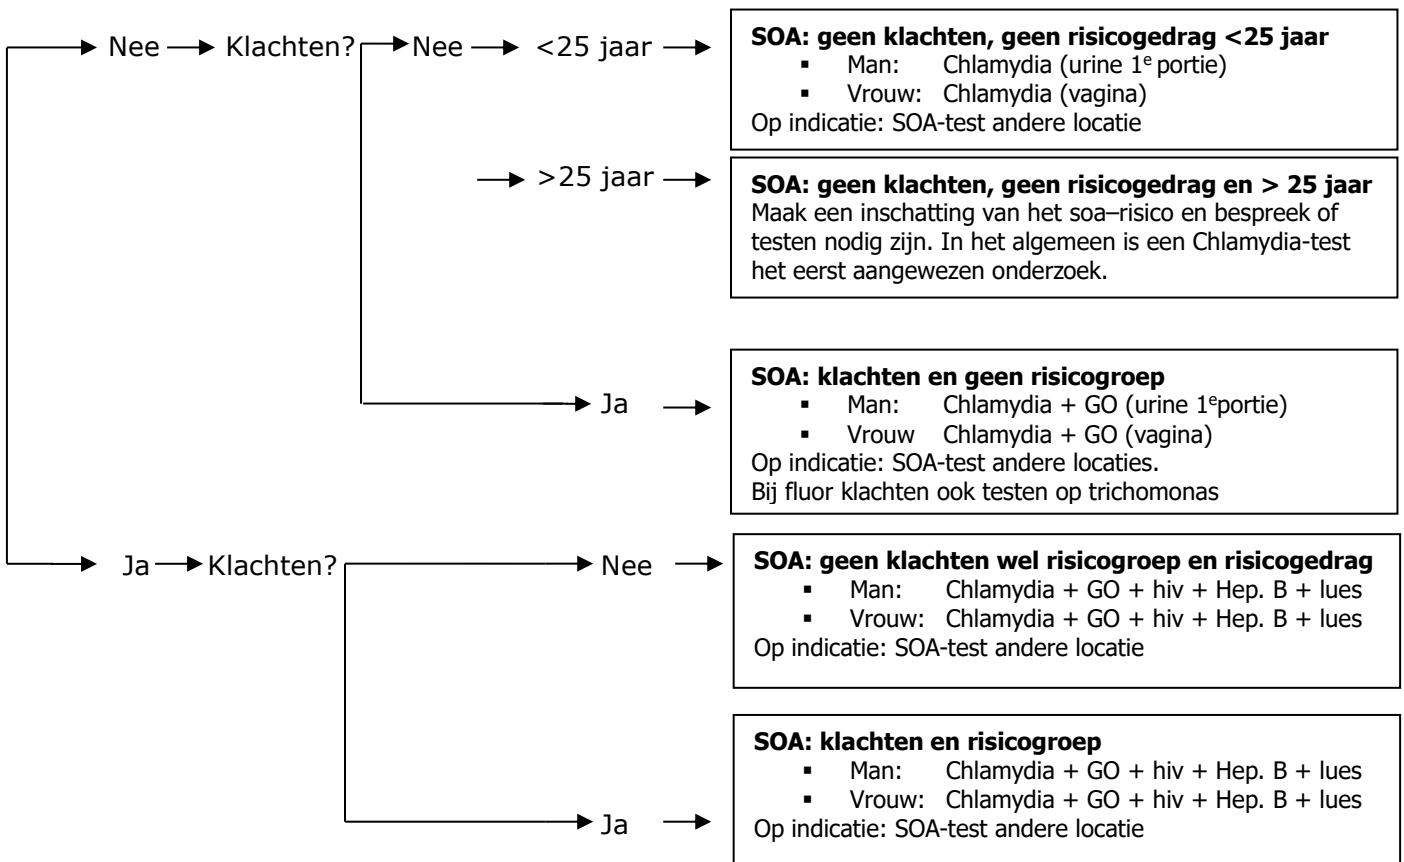 Nee Klachten? Nee <25 jaar
SOA: geen klachten, geen risicogedrag <25 jaar
▪ Man: Chlamydia (urine 1e portie)
▪ Vrouw: Chlamydia (vagina)
Op indicatie: SOA-test andere locatie
>25 jaar
SOA: geen klachten, geen risicogedrag en > 25 jaar
Maak een inschatting van het soa–risico en bespreek of
testen nodig zijn. In het algemeen is een Chlamydia-test
het eerst aangewezen onderzoek.
Ja
SOA: klachten en geen risicogroep
▪ Man: Chlamydia + GO (urine 1eportie)
▪ Vrouw Chlamydia + GO (vagina)
Op indicatie: SOA-test andere locaties.
Bij fluor klachten ook testen op trichomonas
Ja Klachten? Nee
SOA: geen klachten wel risicogroep en risicogedrag
▪ Man: Chlamydia + GO + hiv + Hep. B + lues
▪ Vrouw: Chlamydia + GO + hiv + Hep. B + lues
Op indicatie: SOA-test andere locatie
Ja
SOA: klachten en risicogroep
▪ Man: Chlamydia + GO + hiv + Hep. B + lues
▪ Vrouw: Chlamydia + GO + hiv + Hep. B + lues
Op indicatie: SOA-test andere locatie